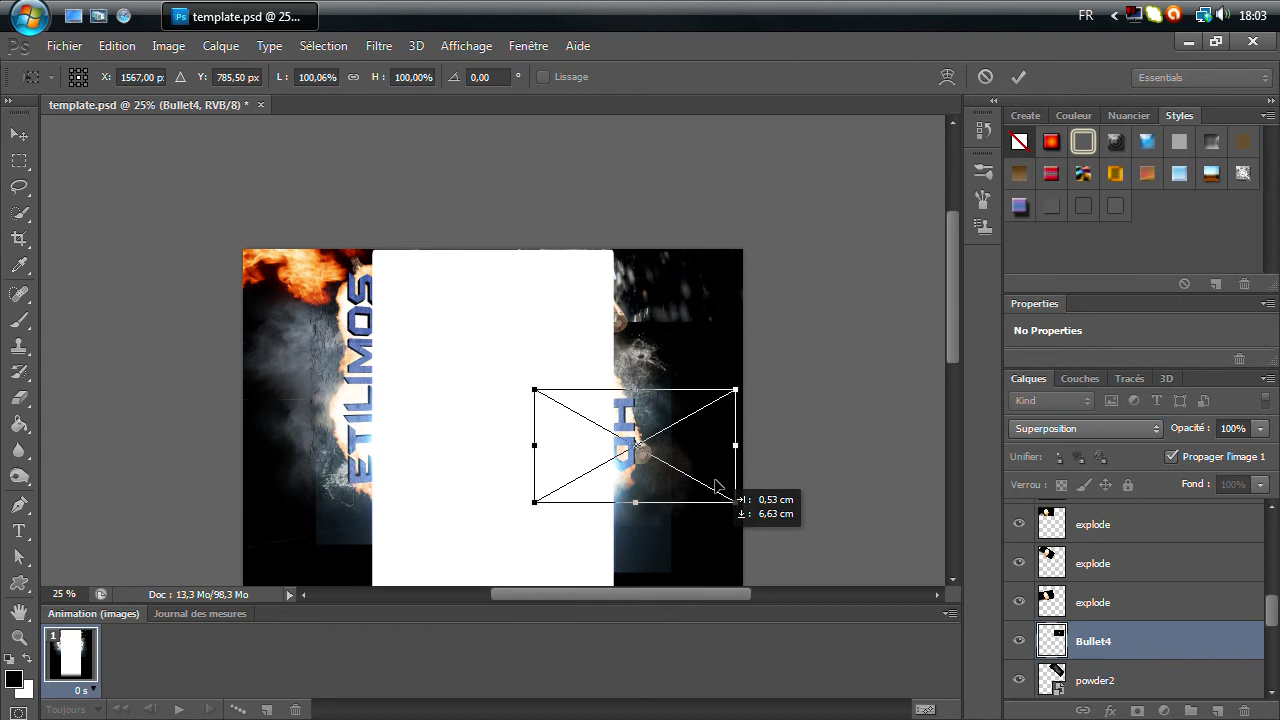 template.psd @ 25%...
FR
18:03
Ps
Fichier Edition Image Calque Type Sélection Filtre 3D Affichage Fenêtre Aide
X: 1567,00 px Y: 785,50 px L: 100,06% H: 100,00% 0,00 ° Lissage
Essentials
template.psd @ 25% (Bullet4, RVB/8) * ×
Create Couleur Nuancier Styles
ETILIMOS
HD
0,53 cm
6,63 cm
Properties
No Properties
Calques Couches Tracés 3D
Kind
Superposition Opacité: 100%
Unifier: Propager l'image 1
Verrou: Fond : 100%
explode
explode
explode
Bullet4
powder2
25 % Doc : 13,3 Mo/98,3 Mo
Animation (images) Journal des mesures
1
0 s
Toujours